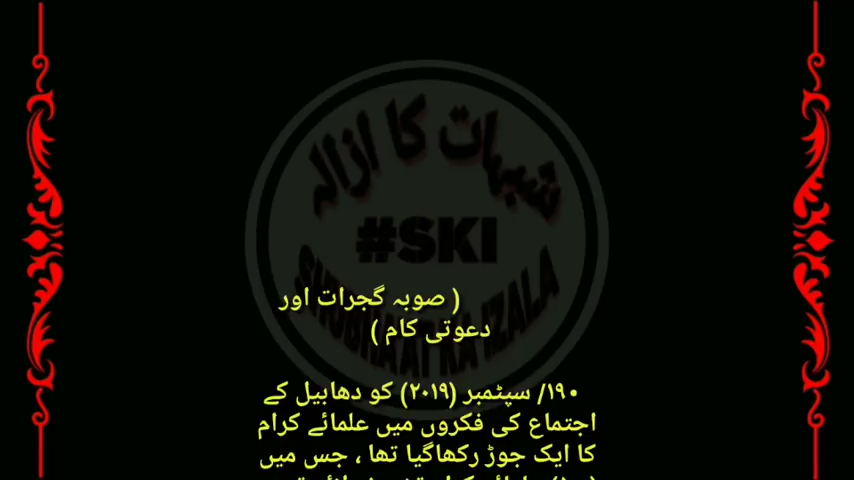 شبہات کا ازالہ
#SKI
SHUBHAAT KA IZALA
( صوبہ گجرات اور
دعوتی کام )
•۱۹/ سپٹمبر (۲۰۱۹) کو دھابیل کے
اجتماع کی فکروں میں علمائے کرام
کا ایک جوڑ رکھاگیا تھا ، جس میں